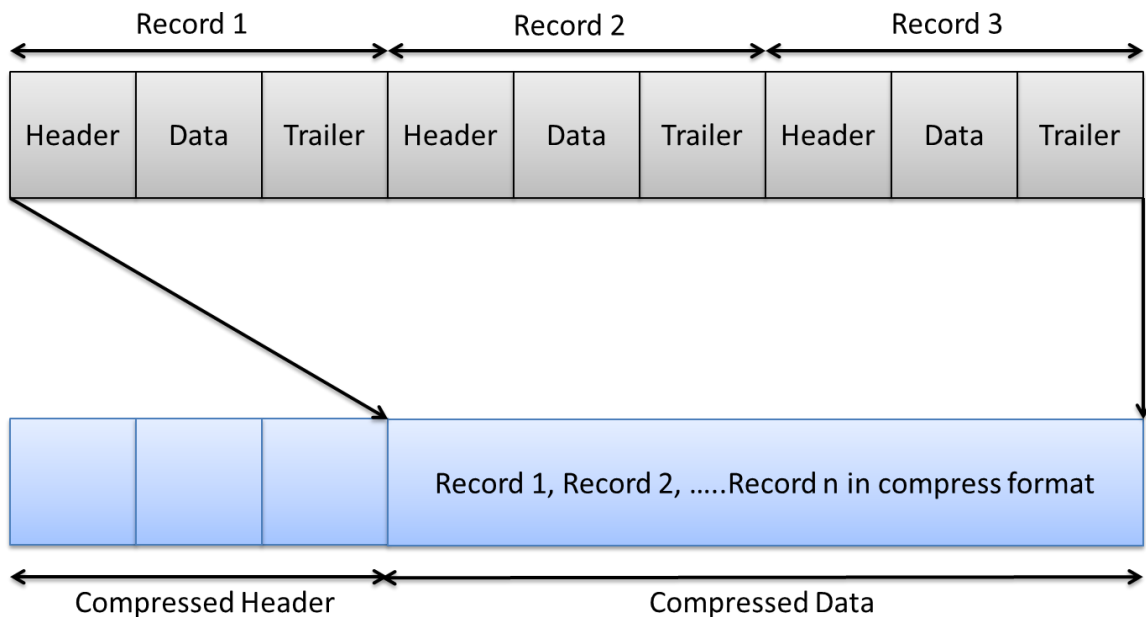 Record 1 Record 2 Record 3
Header Data Trailer Header Data Trailer Header Data Trailer
Record 1, Record 2, .....Record n in compress format
Compressed Header Compressed Data